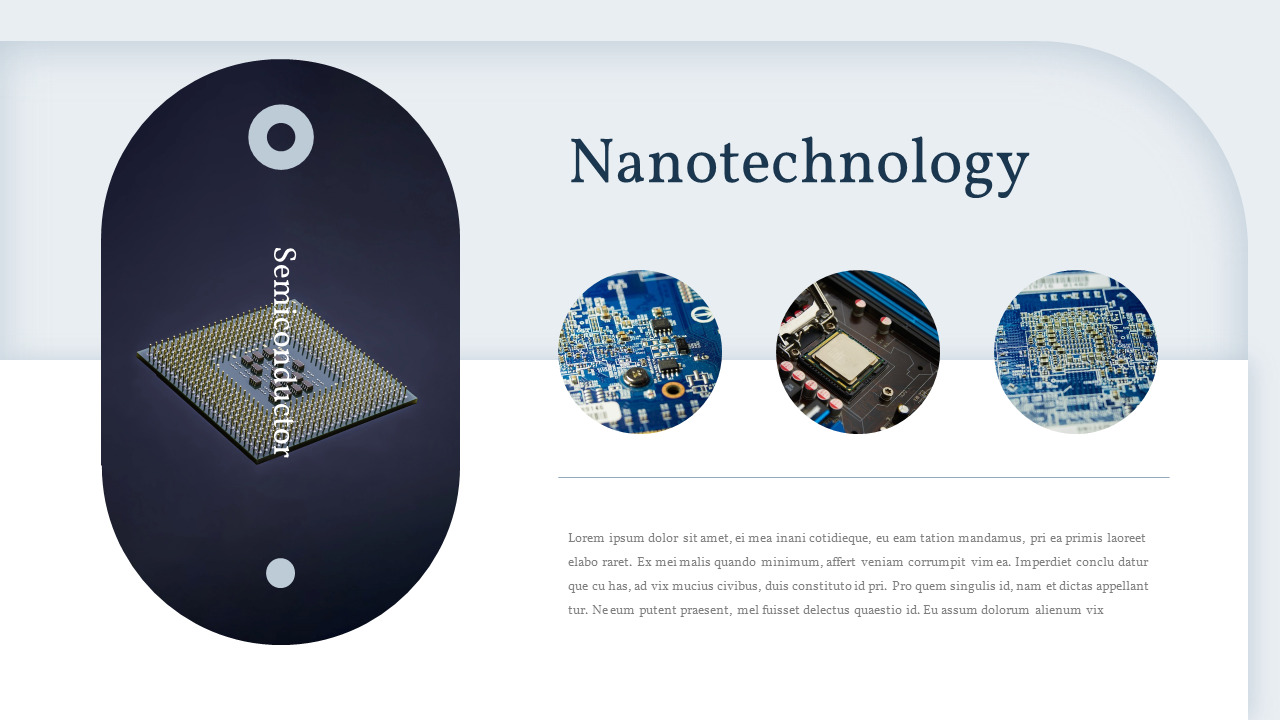 Semiconductor
Nanotechnology
Lorem ipsum dolor sit amet, ei mea inani cotidieque, eu eam tation mandamus, pri ea primis laoreet
elabo raret. Ex mei malis quando minimum, affert veniam corrumpit vim ea. Imperdiet conclu datur
que cu has, ad vix mucius civibus, duis constituto id pri. Pro quem singulis id, nam et dictas appellant
tur. Ne eum putent praesent, mel fuisset delectus quaestio id. Eu assum dolorum alienum vix